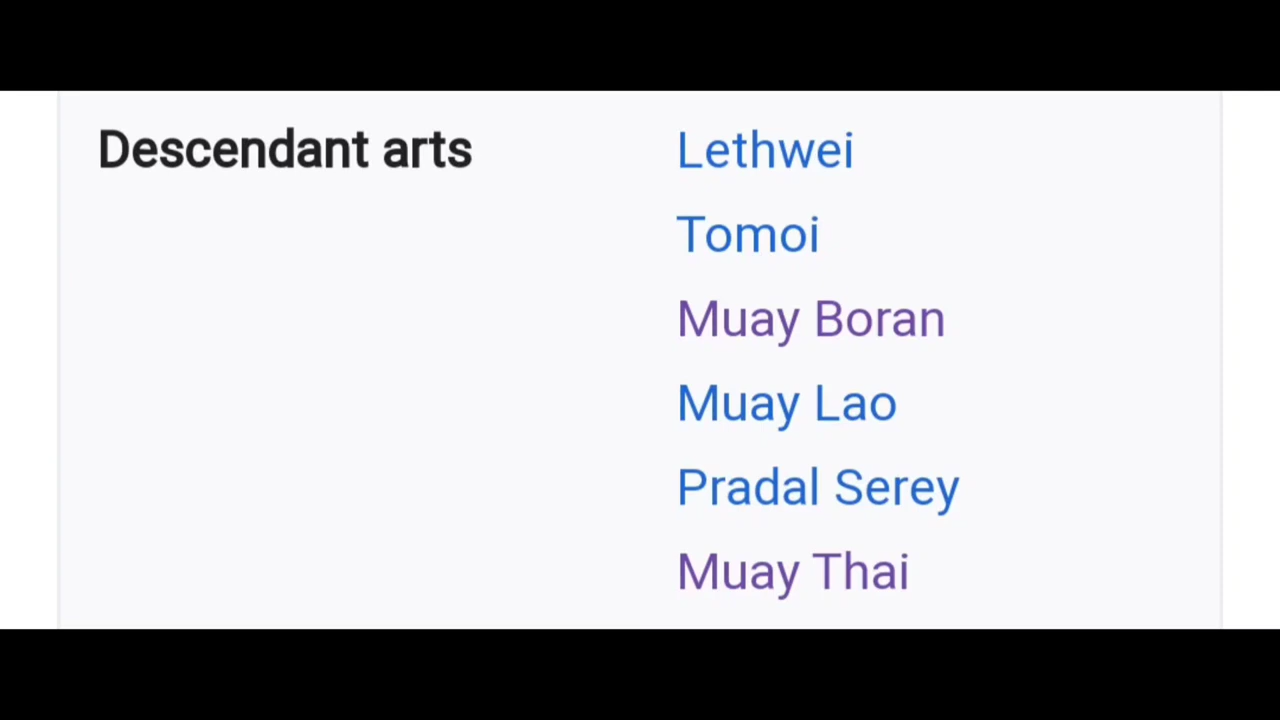 Descendant arts
Lethwei
Tomoi
Muay Boran
Muay Lao
Pradal Serey
Muay Thai